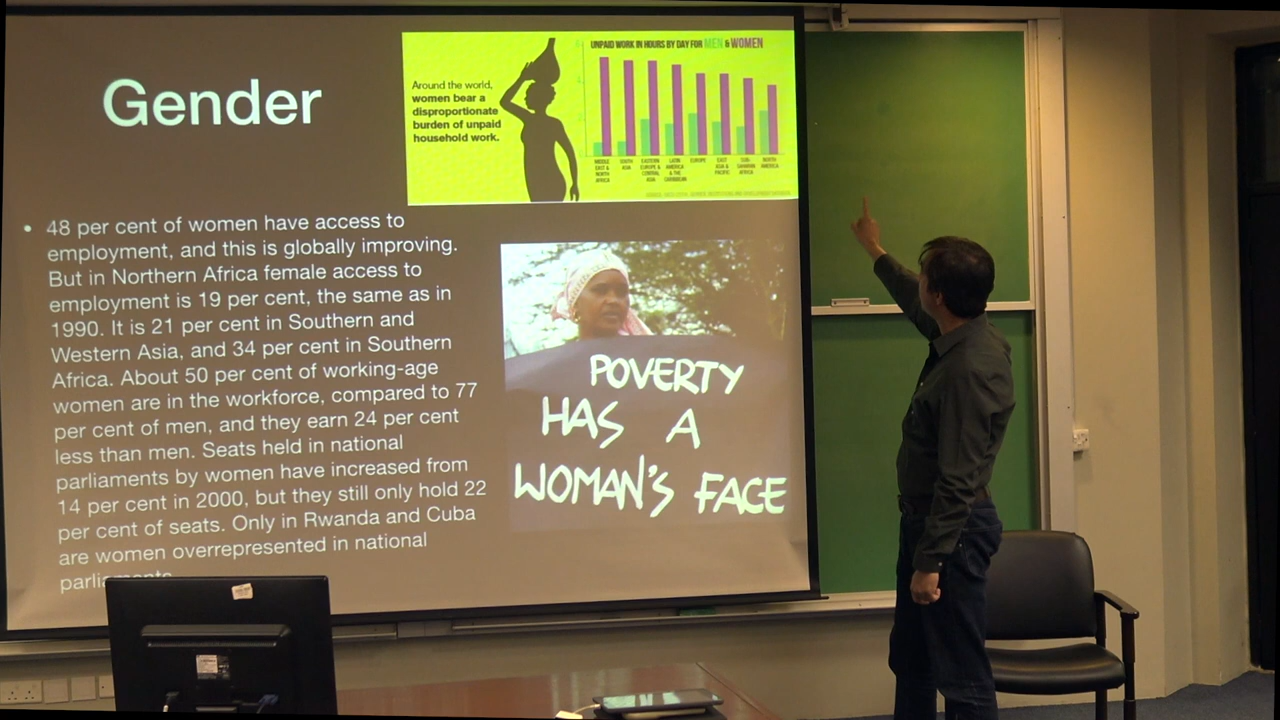 Gender
Around the world,
women bear a
disproportionate
burden of unpaid
household work.
UNPAID WORK IN HOURS BY DAY FOR MEN & WOMEN
MIDDLE
EAST &
NORTH
AFRICA
SOUTH
ASIA
EASTERN
EUROPE &
CENTRAL
ASIA
LATIN
AMERICA
& THE
CARIBBEAN
EUROPE
EAST
ASIA &
PACIFIC
SUB-
SAHARAN
AFRICA
NORTH
AMERICA
• 48 per cent of women have access to
employment, and this is globally improving.
But in Northern Africa female access to
employment is 19 per cent, the same as in
1990. It is 21 per cent in Southern and
Western Asia, and 34 per cent in Southern
Africa. About 50 per cent of working-age
women are in the workforce, compared to 77
per cent of men, and they earn 24 per cent
less than men. Seats held in national
parliaments by women have increased from
14 per cent in 2000, but they still only hold 22
per cent of seats. Only in Rwanda and Cuba
are women overrepresented in national
parliaments.
POVERTY
HAS A
WOMAN'S FACE